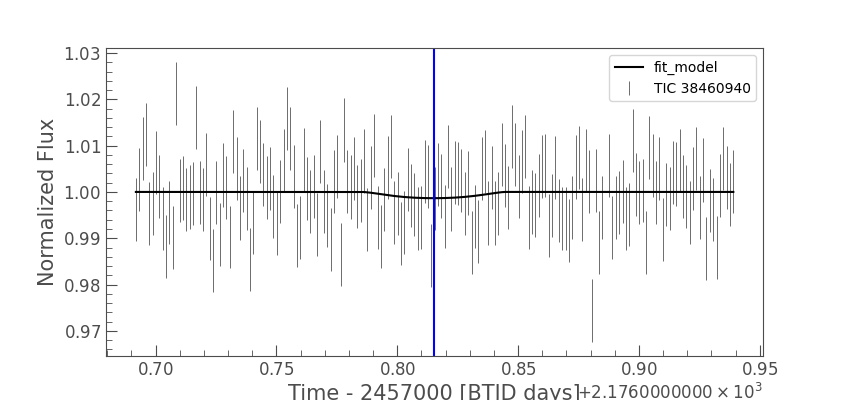 1.03
1.02
1.01
1.00
0.99
0.98
0.97
Normalized Flux
fit_model
TIC 38460940
0.70 0.75 0.80 0.85 0.90 0.95
Time - 2457000 [BTJD days]
+2.1760000000 × 10³